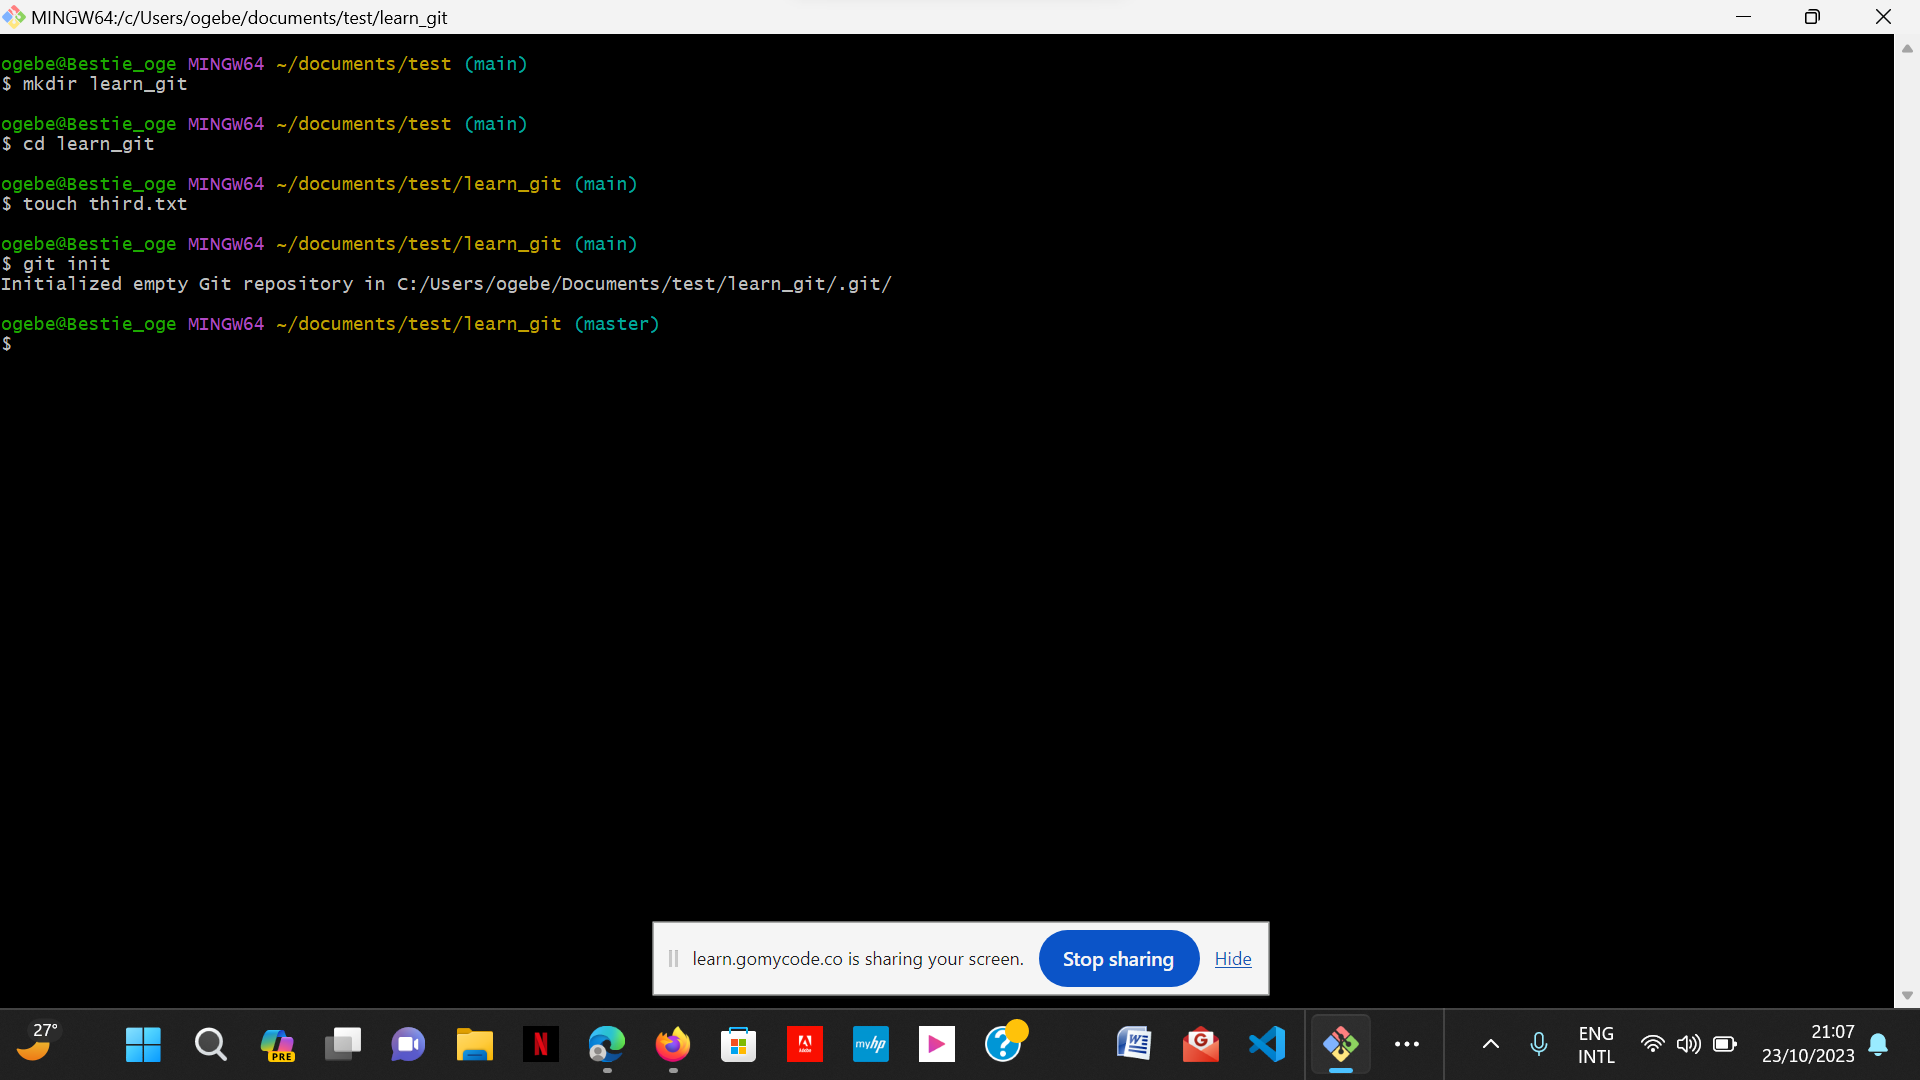 MINGW64:/c/Users/ogebe/documents/test/learn_git
ogebe@Bestie_oge MINGW64 ~/documents/test (main)
$ mkdir learn_git
ogebe@Bestie_oge MINGW64 ~/documents/test (main)
$ cd learn_git
ogebe@Bestie_oge MINGW64 ~/documents/test/learn_git (main)
$ touch third.txt
ogebe@Bestie_oge MINGW64 ~/documents/test/learn_git (main)
$ git init
Initialized empty Git repository in C:/Users/ogebe/Documents/test/learn_git/.git/
ogebe@Bestie_oge MINGW64 ~/documents/test/learn_git (master)
$
learn.gomycode.co is sharing your screen.
Stop sharing
Hide
27°
PRE
N
Adobe
myhp
?
W
G
ENG
INTL
21:07
23/10/2023